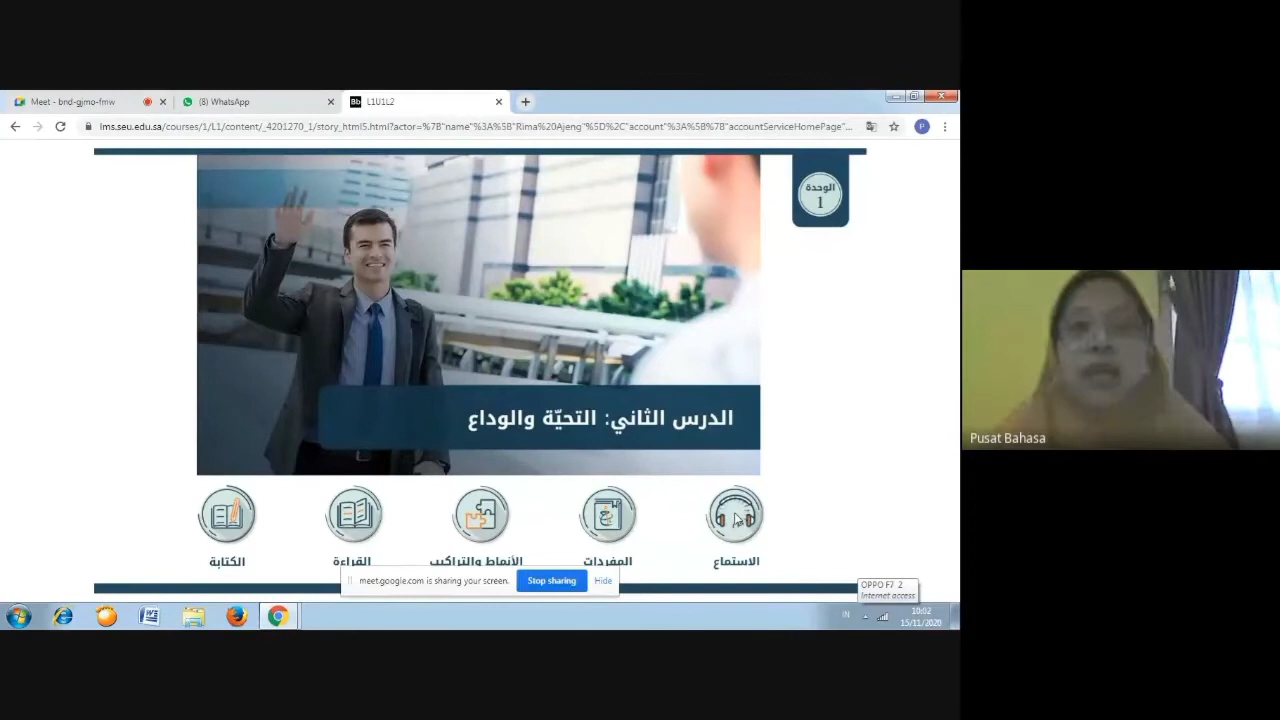 Meet - bnd-gjmo-fmw
(8) WhatsApp
Bb L1U1L2
lms.seu.edu.sa/courses/1/L1/content/_4201270_1/story_html5.html?actor=%7B"name"%3A%5B"Rima%20Ajeng"%5D%2C"account"%3A%5B%7B"accountServiceHomePage"...
P
الوحدة
1
الدرس الثاني: التحيّة والوداع
الاستماع
المفردات
الأنماط والتراكيب
القراءة
الكتابة
meet.google.com is sharing your screen.
Stop sharing
Hide
OPPO F7 2
Internet access
IN
10:02
15/11/2020
Pusat Bahasa